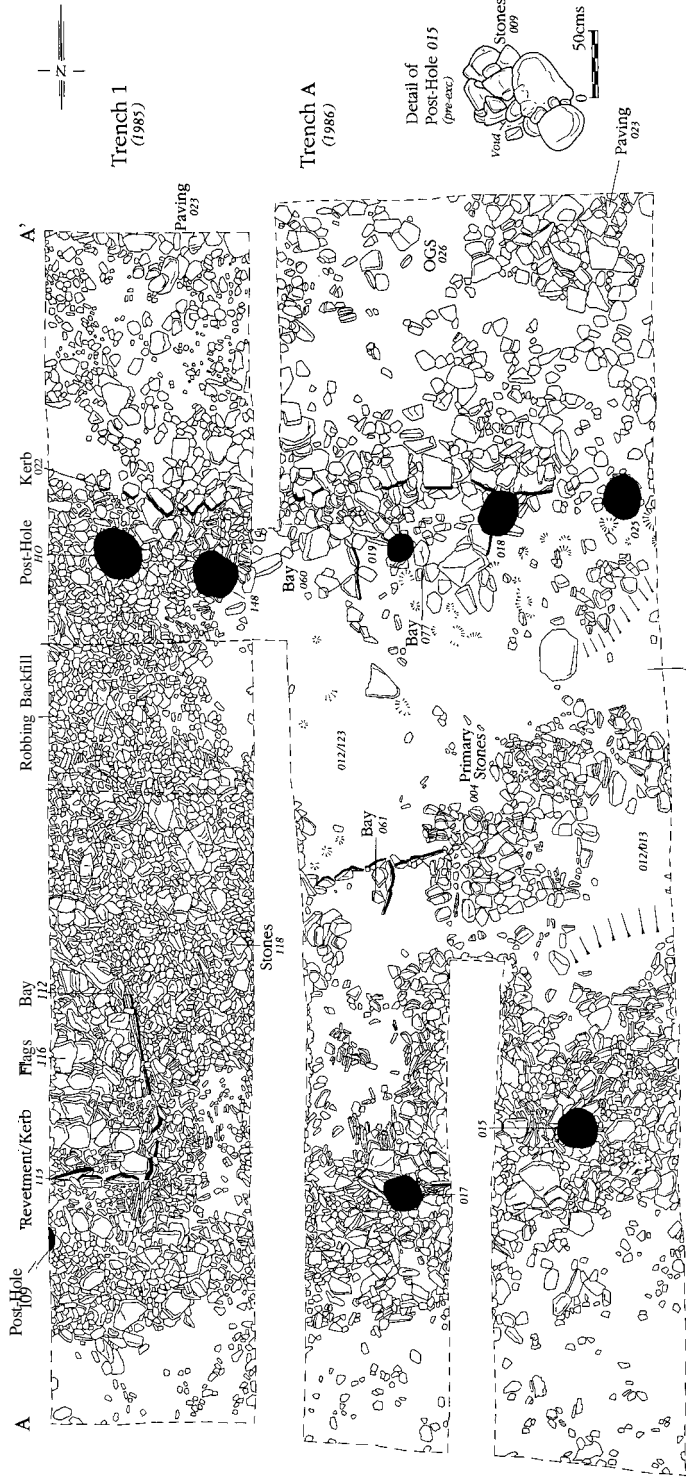 N
Trench 1
(1985)
Trench A
(1986)
Detail of
Post-Hole 015
(pre-exc)
Stones
009
Void
0
50cms
A
Post-Hole
109
Revetment/Kerb
Flags
116
Bay
112
Robbing Backfill
Post-Hole
Kerb
022
A'
Paving
023
Stones
118
148
Bay
060
019
Bay
077
018
025
OGS
026
Paving
023
012/123
Bay
061
004 Primary
Stones
012/013
015
017